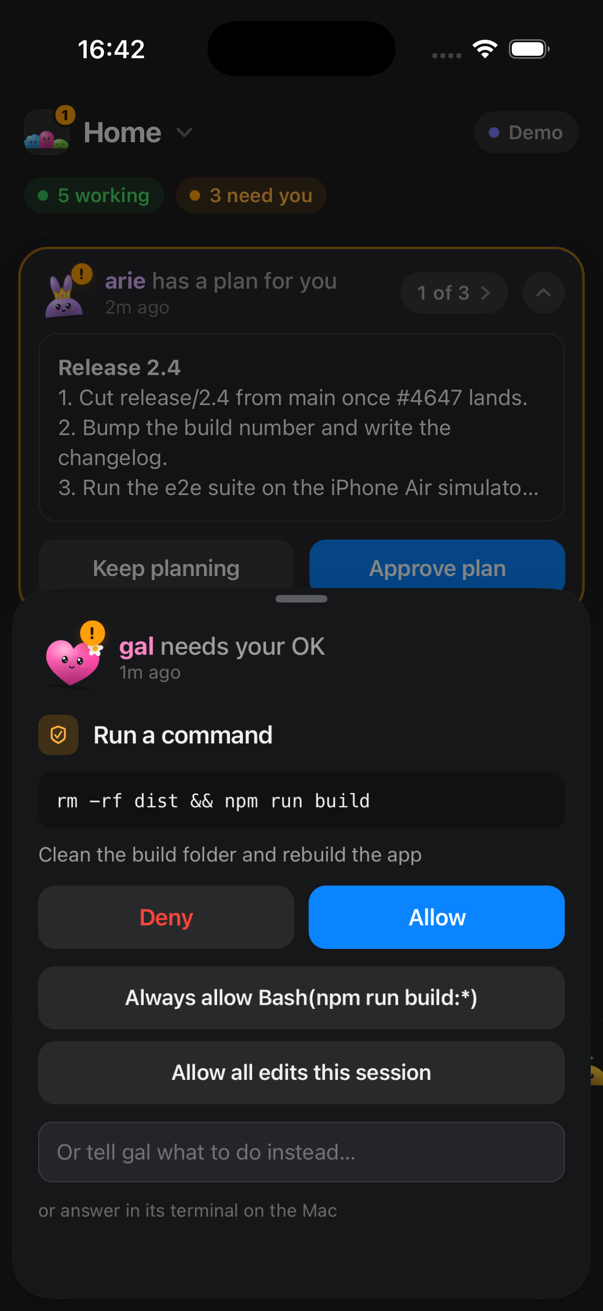 16:42
1
Home
Demo
5 working
3 need you
!
arie has a plan for you
2m ago
1 of 3
Release 2.4
1. Cut release/2.4 from main once #4647 lands.
2. Bump the build number and write the
changelog.
3. Run the e2e suite on the iPhone Air simulato...
Keep planning
Approve plan
!
gal needs your OK
1m ago
Run a command
rm -rf dist && npm run build
Clean the build folder and rebuild the app
Deny
Allow
Always allow Bash(npm run build:*)
Allow all edits this session
Or tell gal what to do instead...
or answer in its terminal on the Mac